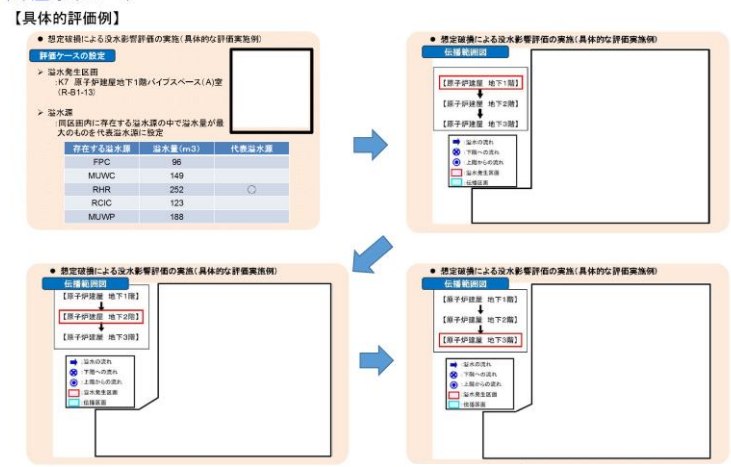 【具体的評価例】
● 想定破損による没水影響評価の実施(具体的な評価実施例)
評価ケースの設定
➢ 溢水発生区画
:K7 原子炉建屋地下1階パイプスペース(A)室
(R-B1-13)
➢ 溢水源
:同区画内に存在する溢水源の中で溢水量が最
大のものを代表溢水源に設定
存在する溢水源 溢水量(m3) 代表溢水源
FPC 96
MUWC 149
RHR 252 〇
RCIC 123
MUWP 188
● 想定破損による没水影響評価の実施(具体的な評価実施例)
伝播範囲図
【原子炉建屋 地下1階】
【原子炉建屋 地下2階】
【原子炉建屋 地下3階】
:溢水の流れ
:下階への流れ
:上階からの流れ
:溢水発生区画
:伝播区画
● 想定破損による没水影響評価の実施(具体的な評価実施例)
伝播範囲図
【原子炉建屋 地下1階】
【原子炉建屋 地下2階】
【原子炉建屋 地下3階】
:溢水の流れ
:下階への流れ
:上階からの流れ
:溢水発生区画
:伝播区画
● 想定破損による没水影響評価の実施(具体的な評価実施例)
伝播範囲図
【原子炉建屋 地下1階】
【原子炉建屋 地下2階】
【原子炉建屋 地下3階】
:溢水の流れ
:下階への流れ
:上階からの流れ
:溢水発生区画
:伝播区画